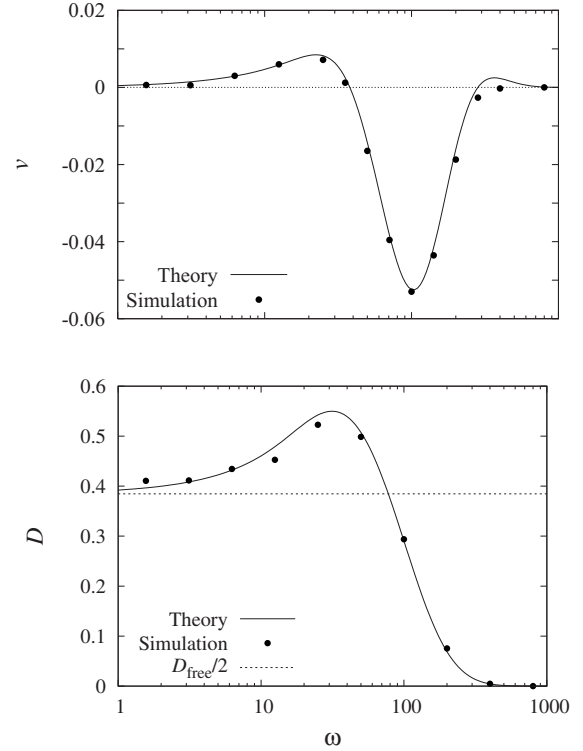 0.02
0
-0.02
-0.04
-0.06
v
Theory
Simulation
0.6
0.5
0.4
0.3
0.2
0.1
0
D
Theory
Simulation
D_free/2
1 10 100 1000
ω